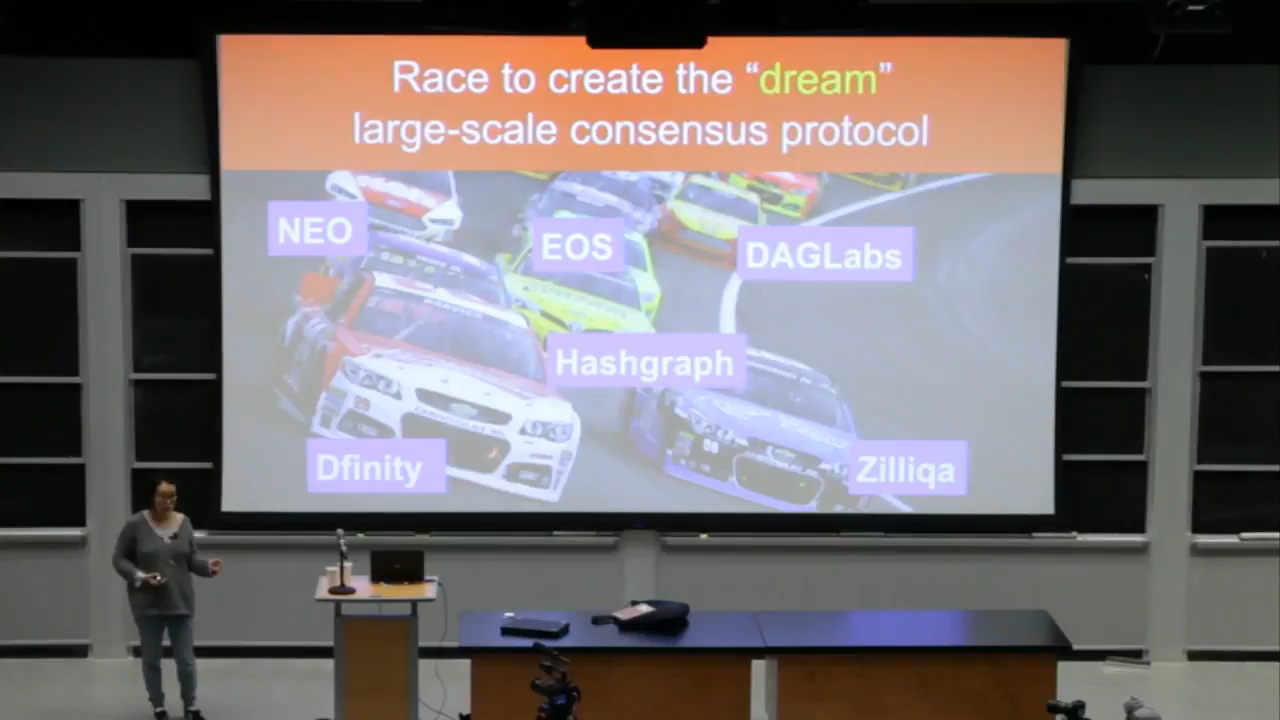 Race to create the “dream”
large-scale consensus protocol
NEO
EOS
DAGLabs
Hashgraph
Dfinity
Zilliqa